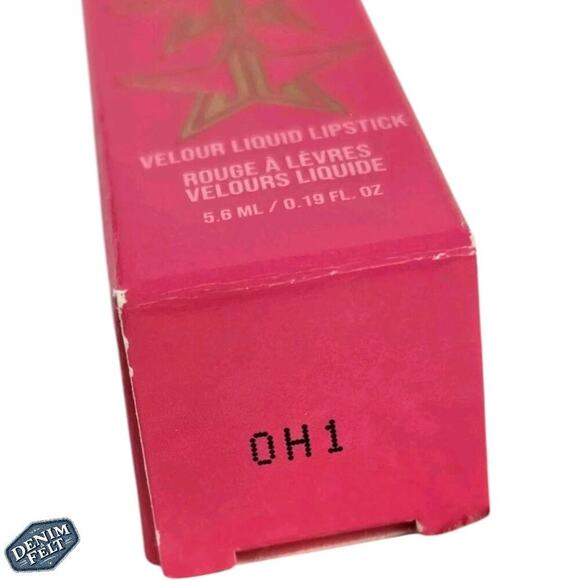 VELOUR LIQUID LIPSTICK
ROUGE À LÈVRES
VELOURS LIQUIDE
5.6 ML / 0.19 FL. OZ
0H1
DENIM
& FELT